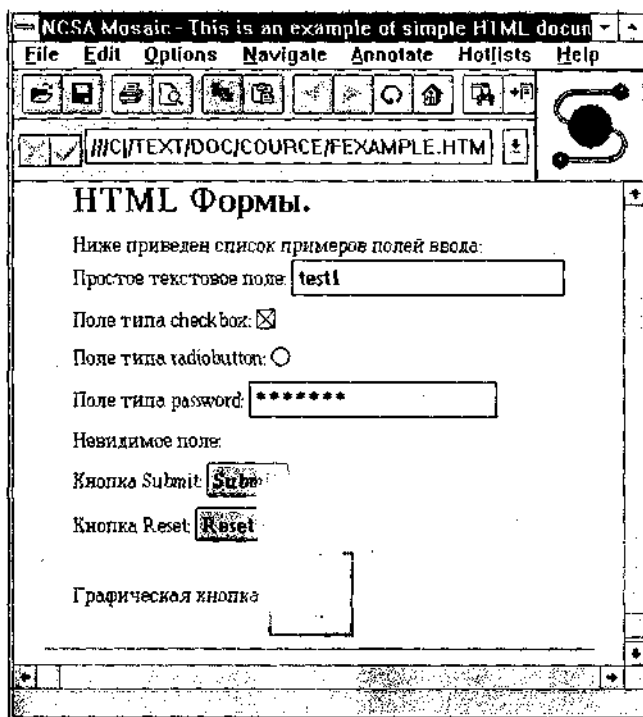 NCSA Mosaic - This is an example of simple HTML docum
File Edit Options Navigate Annotate Hotlists Help
///C|/TEXT/DOC/COURCE/FEXAMPLE.HTM
HTML Формы.
Ниже приведен список примеров полей ввода:
Простое текстовое поле: test1
Поле типа checkbox:
Поле типа radiobutton:
Поле типа password: *******
Невидимое поле:
Кнопка Submit: Submi
Кнопка Reset: Reset
Графическая кнопка